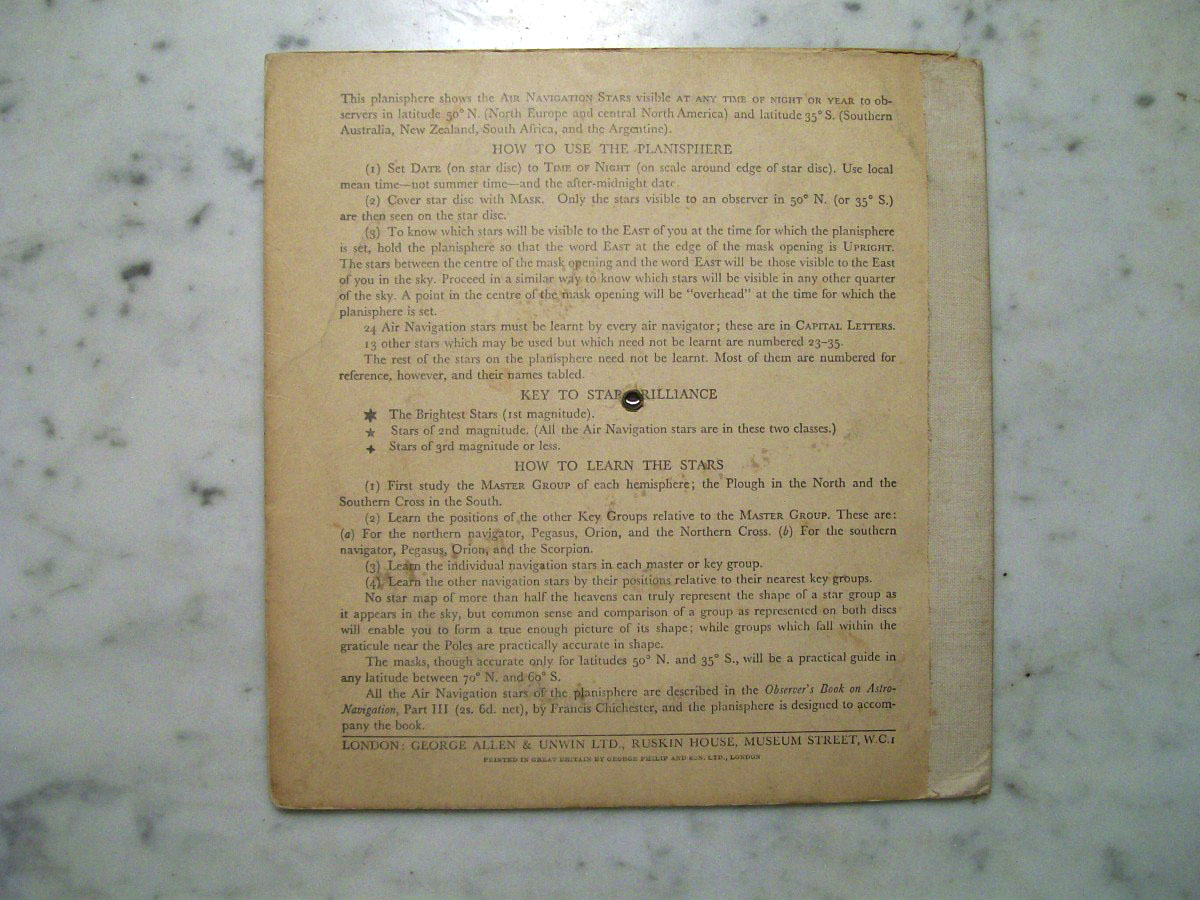 This planisphere shows the AIR NAVIGATION STARS visible AT ANY TIME OF NIGHT OR YEAR to ob-
servers in latitude 50° N. (North Europe and central North America) and latitude 35° S. (Southern
Australia, New Zealand, South Africa, and the Argentine).
HOW TO USE THE PLANISPHERE
(1) Set DATE (on star disc) to TIME OF NIGHT (on scale around edge of star disc). Use local
mean time—not summer time—and the after-midnight date
(2) Cover star disc with MASK. Only the stars visible to an observer in 50° N. (or 35° S.)
are then seen on the star disc.
(3) To know which stars will be visible to the EAST of you at the time for which the planisphere
is set, hold the planisphere so that the word EAST at the edge of the mask opening is UPRIGHT.
The stars between the centre of the mask opening and the word EAST will be those visible to the East
of you in the sky. Proceed in a similar way to know which stars will be visible in any other quarter
of the sky. A point in the centre of the mask opening will be "overhead" at the time for which the
planisphere is set.
24 Air Navigation stars must be learnt by every air navigator; these are in CAPITAL LETTERS.
13 other stars which may be used but which need not be learnt are numbered 23–35.
The rest of the stars on the planisphere need not be learnt. Most of them are numbered for
reference, however, and their names tabled.
KEY TO STAR BRILLIANCE
The Brightest Stars (1st magnitude).
Stars of 2nd magnitude. (All the Air Navigation stars are in these two classes.)
Stars of 3rd magnitude or less.
HOW TO LEARN THE STARS
(1) First study the MASTER GROUP of each hemisphere; the Plough in the North and the
Southern Cross in the South.
(2) Learn the positions of the other Key Groups relative to the MASTER GROUP. These are:
(a) For the northern navigator, Pegasus, Orion, and the Northern Cross. (b) For the southern
navigator, Pegasus, Orion, and the Scorpion.
(3) Learn the individual navigation stars in each master or key group.
(4) Learn the other navigation stars by their positions relative to their nearest key groups.
No star map of more than half the heavens can truly represent the shape of a star group as
it appears in the sky, but common sense and comparison of a group as represented on both discs
will enable you to form a true enough picture of its shape; while groups which fall within the
graticule near the Poles are practically accurate in shape.
The masks, though accurate only for latitudes 50° N. and 35° S., will be a practical guide in
any latitude between 70° N. and 60° S.
All the Air Navigation stars of the planisphere are described in the Observer's Book on Astro-
Navigation, Part III (2s. 6d. net), by Francis Chichester, and the planisphere is designed to accom-
pany the book.
LONDON: GEORGE ALLEN & UNWIN LTD., RUSKIN HOUSE, MUSEUM STREET, W.C.1
PRINTED IN GREAT BRITAIN BY GEORGE PHILIP AND SON, LTD., LONDON